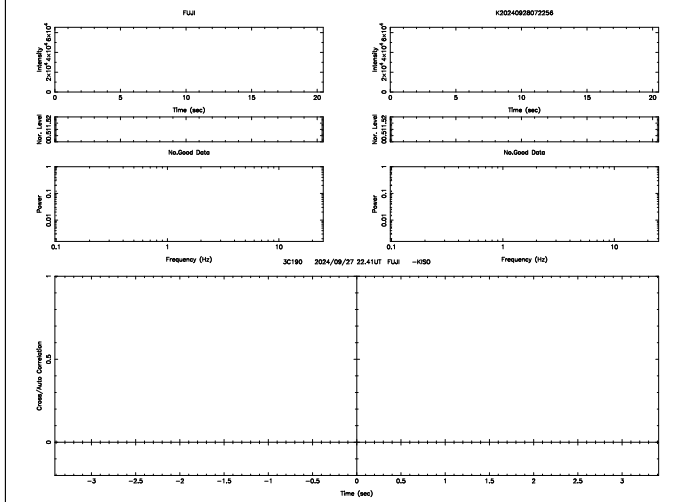 FUJI
K20240928072256
Intensity
0 2×10⁴ 4×10⁴ 6×10⁴
0 5 10 15 20
Time (sec)
Intensity
0 2×10⁴ 4×10⁴ 6×10⁴
0 5 10 15 20
Time (sec)
Nor. Level
00.511.52
Nor. Level
00.511.52
No.Good Data
No.Good Data
Power
0.01 0.1 1
0.1 1 10
Frequency (Hz)
Power
0.01 0.1 1
0.1 1 10
Frequency (Hz)
3C190 2024/09/27 22.41UT FUJI -KISO
Cross/Auto Correlation
0 0.5 1
-3 -2.5 -2 -1.5 -1 -0.5 0 0.5 1 1.5 2 2.5 3
Time (sec)